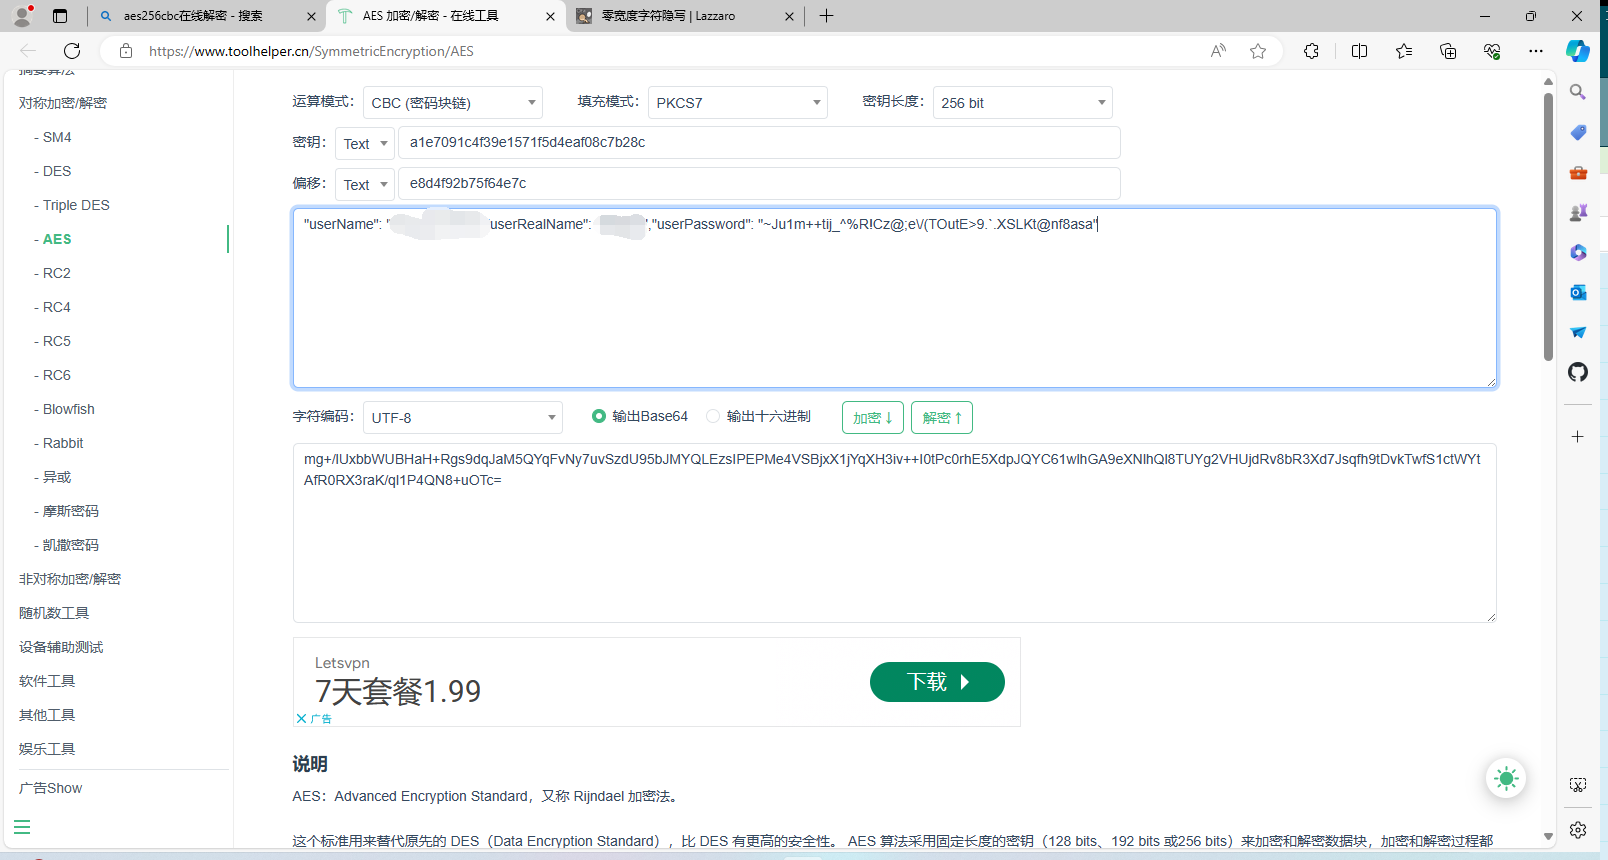 aes256cbc在线解密 - 搜索
AES 加密/解密 - 在线工具
零宽度字符隐写 | Lazzaro
https://www.toolhelper.cn/SymmetricEncryption/AES
摘要算法
对称加密/解密
- SM4
- DES
- Triple DES
- AES
- RC2
- RC4
- RC5
- RC6
- Blowfish
- Rabbit
- 异或
- 摩斯密码
- 凯撒密码
非对称加密/解密
随机数工具
设备辅助测试
软件工具
其他工具
娱乐工具
广告Show
运算模式： CBC (密码块链) 填充模式： PKCS7 密钥长度： 256 bit
密钥： Text a1e7091c4f39e1571f5d4eaf08c7b28c
偏移： Text e8d4f92b75f64e7c
"userName": " userRealName": ","userPassword": "~Ju1m++tij_^%R!Cz@;e\/(TOutE>9.`.XSLKt@nf8asa"
字符编码： UTF-8 输出Base64 输出十六进制 加密↓ 解密↑
mg+/IUxbbWUBHaH+Rgs9dqJaM5QYqFvNy7uvSzdU95bJMYQLEzsIPEPMe4VSBjxX1jYqXH3iv++I0tPc0rhE5XdpJQYC61wlhGA9eXNlhQl8TUYg2VHUjdRv8bR3Xd7Jsqfh9tDvkTwfS1ctWYt
AfR0RX3raK/ql1P4QN8+uOTc=
Letsvpn
7天套餐1.99
下载
广告
说明
AES：Advanced Encryption Standard，又称 Rijndael 加密法。
这个标准用来替代原先的 DES（Data Encryption Standard），比 DES 有更高的安全性。 AES 算法采用固定长度的密钥（128 bits、192 bits 或256 bits）来加密和解密数据块，加密和解密过程都